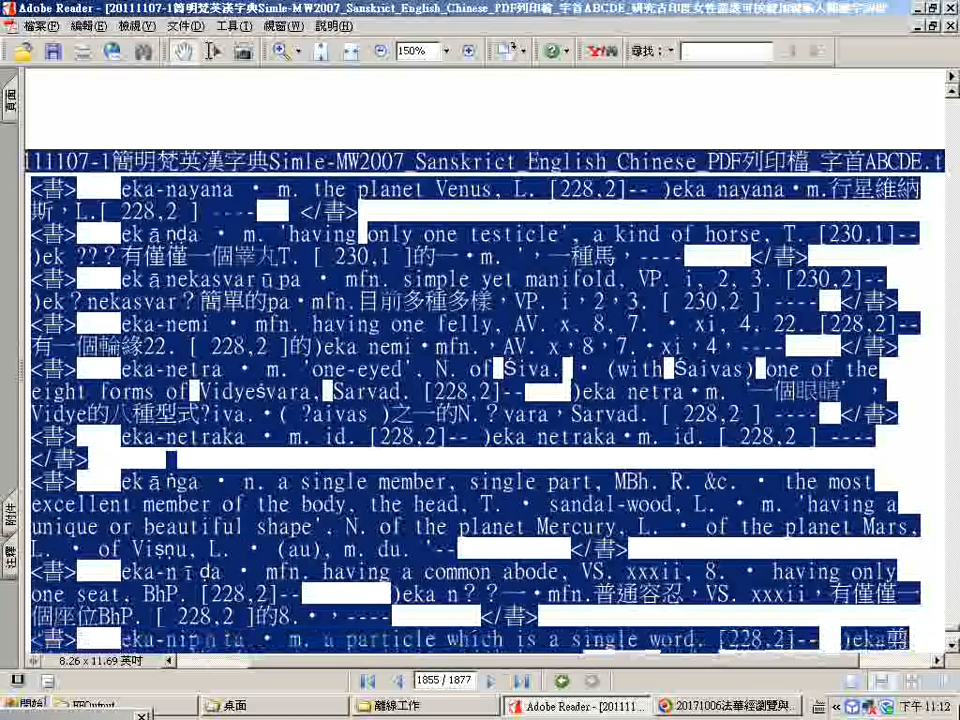 Adobe Reader - [20111107-1簡明梵英漢字典Simle-MW2007_Sanskrict_English_Chinese_PDF列印檔_字首ABCDE_研究古印度女性
檔案(F) 編輯(E) 檢視(V) 文件(D) 工具(T) 視窗(W) 說明(H)
150% 尋找：
頁面
111107-1簡明梵英漢字典Simle-MW2007_Sanskrict_English_Chinese_PDF列印檔_字首ABCDE.t
<書> eka-nayana • m. the planet Venus, L. [228,2]-- )eka nayana•m.行星維納
斯，L.[ 228,2 ] ---- </書>
<書> ekāṇḍa • m. 'having only one testicle', a kind of horse, T. [230,1]--
)ek ???有僅僅一個睾丸T. [ 230,1 ]的一•m. '，一種馬，---- </書>
<書> ekānekasvarūpa • mfn. simple yet manifold, VP. i, 2, 3. [230,2]--
)ek?nekasvar？簡單的pa•mfn.目前多種多樣，VP. i，2，3. [ 230,2 ] ---- </書>
<書> eka-nemi • mfn. having one felly, AV. x, 8, 7. • xi, 4, 22. [228,2]--
有一個輪緣22. [ 228,2 ]的)eka nemi•mfn.，AV. x，8，7.•xi，4，---- </書>
<書> eka-netra • m. 'one-eyed', N. of Śiva, • (with Śaivas) one of the
eight forms of Vidyeśvara, Sarvad. [228,2]-- )eka netra•m. '一個眼睛'，
Vidye的八種型式?iva.•( ?aivas )之一的N.？vara，Sarvad. [ 228,2 ] ---- </書>
<書> eka-netraka • m. id. [228,2]-- )eka netraka•m. id. [ 228,2 ] ----
</書>
<書> ekāṅga • n. a single member, single part, MBh. R. &c. • the most
excellent member of the body, the head, T. • sandal-wood, L. • m. 'having a
unique or beautiful shape', N. of the planet Mercury, L. • of the planet Mars,
L. • of Viṣṇu, L. • (au), m. du. '-- </書>
<書> eka-nīḍa • mfn. having a common abode, VS. xxxii, 8. • having only
one seat, BhP. [228,2]-- )eka n？？一•mfn.普通容忍，VS. xxxii，有僅僅一
個座位BhP. [ 228,2 ]的8.•，---- </書>
<書> eka-nipāta • m. a particle which is a single word. [228,2]-- )eka
附件
注釋
8.26 x 11.69 英吋
1855 / 1877
開始 桌面 離線工作 Adobe Reader - [201111... 20171006法華經瀏覽與... 下午 11:12